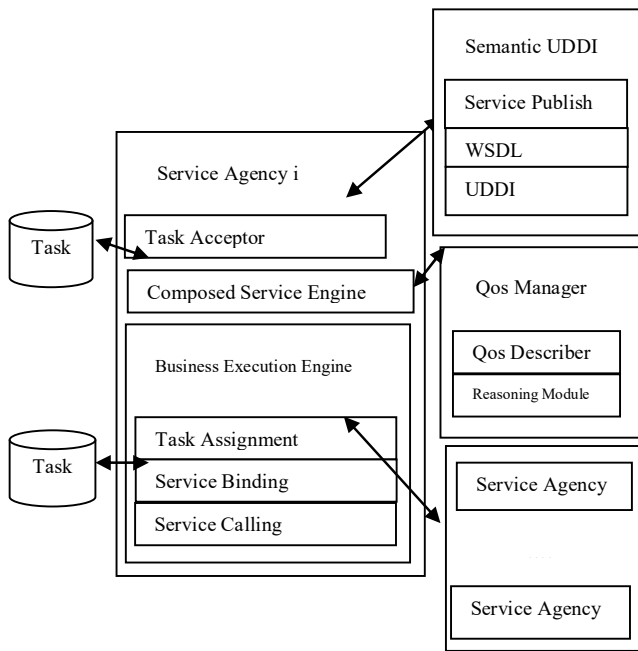 Semantic UDDI
Service Publish
WSDL
UDDI
Service Agency i
Task Acceptor
Task
Composed Service Engine
Qos Manager
Qos Describer
Reasoning Module
Business Execution Engine
Task Assignment
Task
Service Binding
Service Calling
Service Agency
....
Service Agency